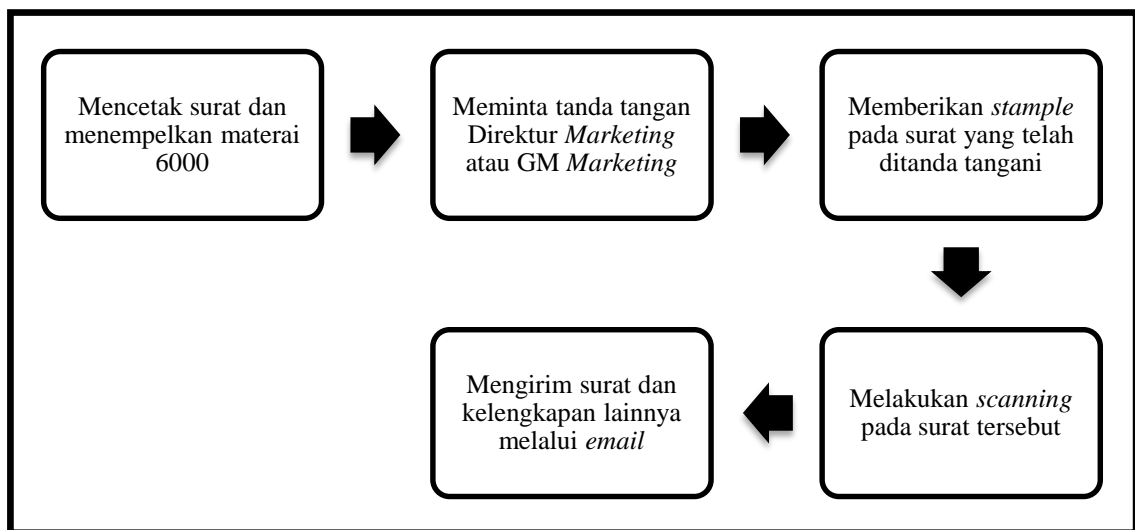 Mencetak surat dan
menempelkan materai
6000
Meminta tanda tangan
Direktur Marketing
atau GM Marketing
Memberikan stample
pada surat yang telah
ditanda tangani
Melakukan scanning
pada surat tersebut
Mengirim surat dan
kelengkapan lainnya
melalui email